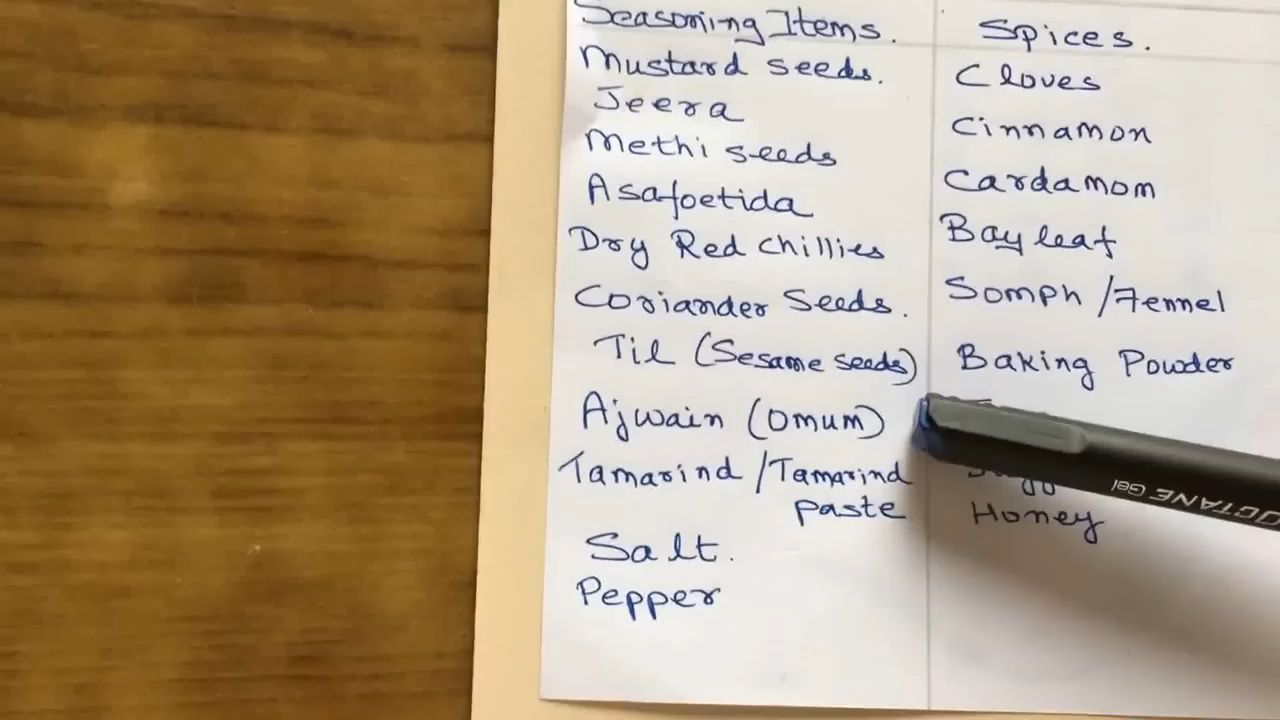 Seasoning Items.
Mustard seeds.
Jeera
Methi seeds
Asafoetida
Dry Red chillies
Coriander Seeds.
Til (Sesame seeds)
Ajwain (Omum)
Tamarind / Tamarind
paste
Salt.
Pepper
Spices.
Cloves
Cinnamon
Cardamom
Bay leaf
Somph / Fennel
Baking Powder
Honey
OCTANE Gel